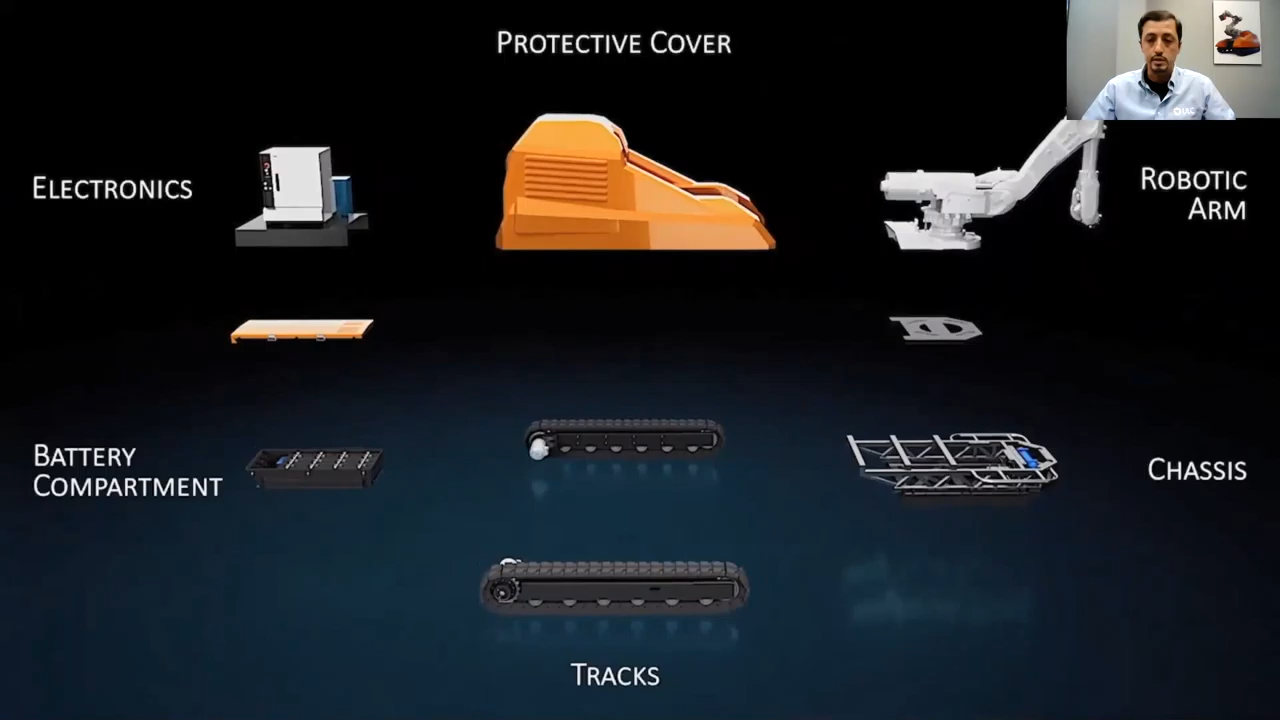 PROTECTIVE COVER
ELECTRONICS
ROBOTIC
ARM
BATTERY
COMPARTMENT
CHASSIS
TRACKS